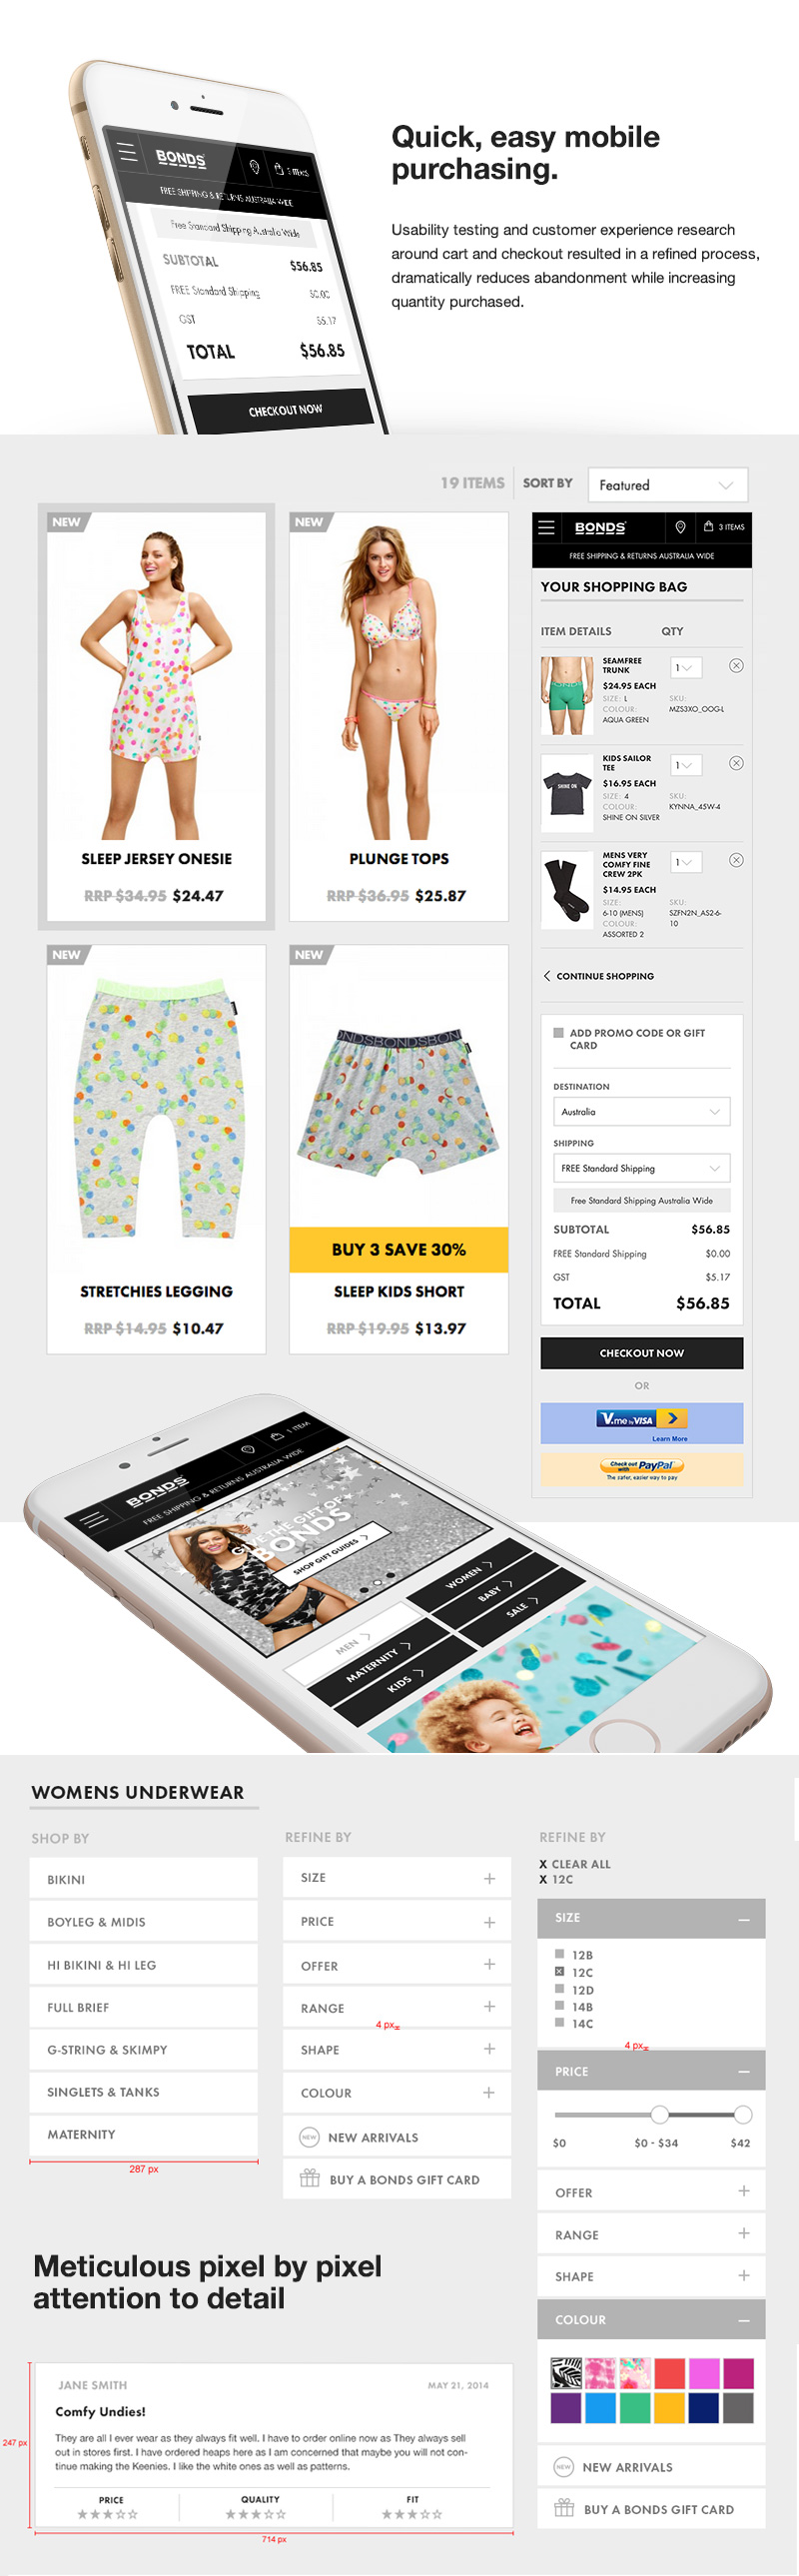 Quick, easy mobile
purchasing.
Usability testing and customer experience research
around cart and checkout resulted in a refined process,
dramatically reduces abandonment while increasing
quantity purchased.
BONDS
3 ITEMS
FREE SHIPPING & RETURNS AUSTRALIA WIDE
Free Standard Shipping Australia Wide
SUBTOTAL $56.85
FREE Standard Shipping $0.00
GST $5.17
TOTAL $56.85
CHECKOUT NOW
19 ITEMS
SORT BY
Featured
NEW
SLEEP JERSEY ONESIE
RRP $34.95 $24.47
NEW
PLUNGE TOPS
RRP $36.95 $25.87
NEW
STRETCHIES LEGGING
RRP $14.95 $10.47
NEW
NDSBONDSBON
BUY 3 SAVE 30%
SLEEP KIDS SHORT
RRP $19.95 $13.97
BONDS
3 ITEMS
FREE SHIPPING & RETURNS AUSTRALIA WIDE
YOUR SHOPPING BAG
ITEM DETAILS QTY
SEAMFREE
TRUNK
1
$24.95 EACH
SIZE: L SKU:
COLOUR: MZS3XO_OOG-L
AQUA GREEN
SHINE ON
KIDS SAILOR
TEE
1
$16.95 EACH
SIZE: 4 SKU:
COLOUR: KYNNA_45W-4
SHINE ON SILVER
MENS VERY
COMFY FINE
CREW 2PK
1
$14.95 EACH
SIZE: SKU:
6-10 (MENS) SZFN2N_AS2-6-
COLOUR: 10
ASSORTED 2
CONTINUE SHOPPING
ADD PROMO CODE OR GIFT
CARD
DESTINATION
Australia
SHIPPING
FREE Standard Shipping
Free Standard Shipping Australia Wide
SUBTOTAL $56.85
FREE Standard Shipping $0.00
GST $5.17
TOTAL $56.85
CHECKOUT NOW
OR
V.me by VISA
Learn More
Check out with PayPal
The safer, easier way to pay
BONDS
1 ITEM
FREE SHIPPING & RETURNS AUSTRALIA WIDE
GIVE THE GIFT OF
BONDS
SHOP GIFT GUIDES
WOMEN
MEN
BABY
MATERNITY
SALE
KIDS
WOMENS UNDERWEAR
SHOP BY
BIKINI
BOYLEG & MIDIS
HI BIKINI & HI LEG
FULL BRIEF
G-STRING & SKIMPY
SINGLETS & TANKS
MATERNITY
287 px
REFINE BY
SIZE
PRICE
OFFER
RANGE
4 px
SHAPE
COLOUR
NEW NEW ARRIVALS
BUY A BONDS GIFT CARD
REFINE BY
X CLEAR ALL
X 12C
SIZE
12B
12C
12D
14B
14C
4 px
PRICE
$0 $0 - $34 $42
OFFER
RANGE
SHAPE
COLOUR
NEW NEW ARRIVALS
BUY A BONDS GIFT CARD
Meticulous pixel by pixel
attention to detail
JANE SMITH MAY 21, 2014
Comfy Undies!
They are all I ever wear as they always fit well. I have to order online now as They always sell
out in stores first. I have ordered heaps here as I am concerned that maybe you will not con-
tinue making the Keenies. I like the white ones as well as patterns.
PRICE QUALITY FIT
247 px
714 px